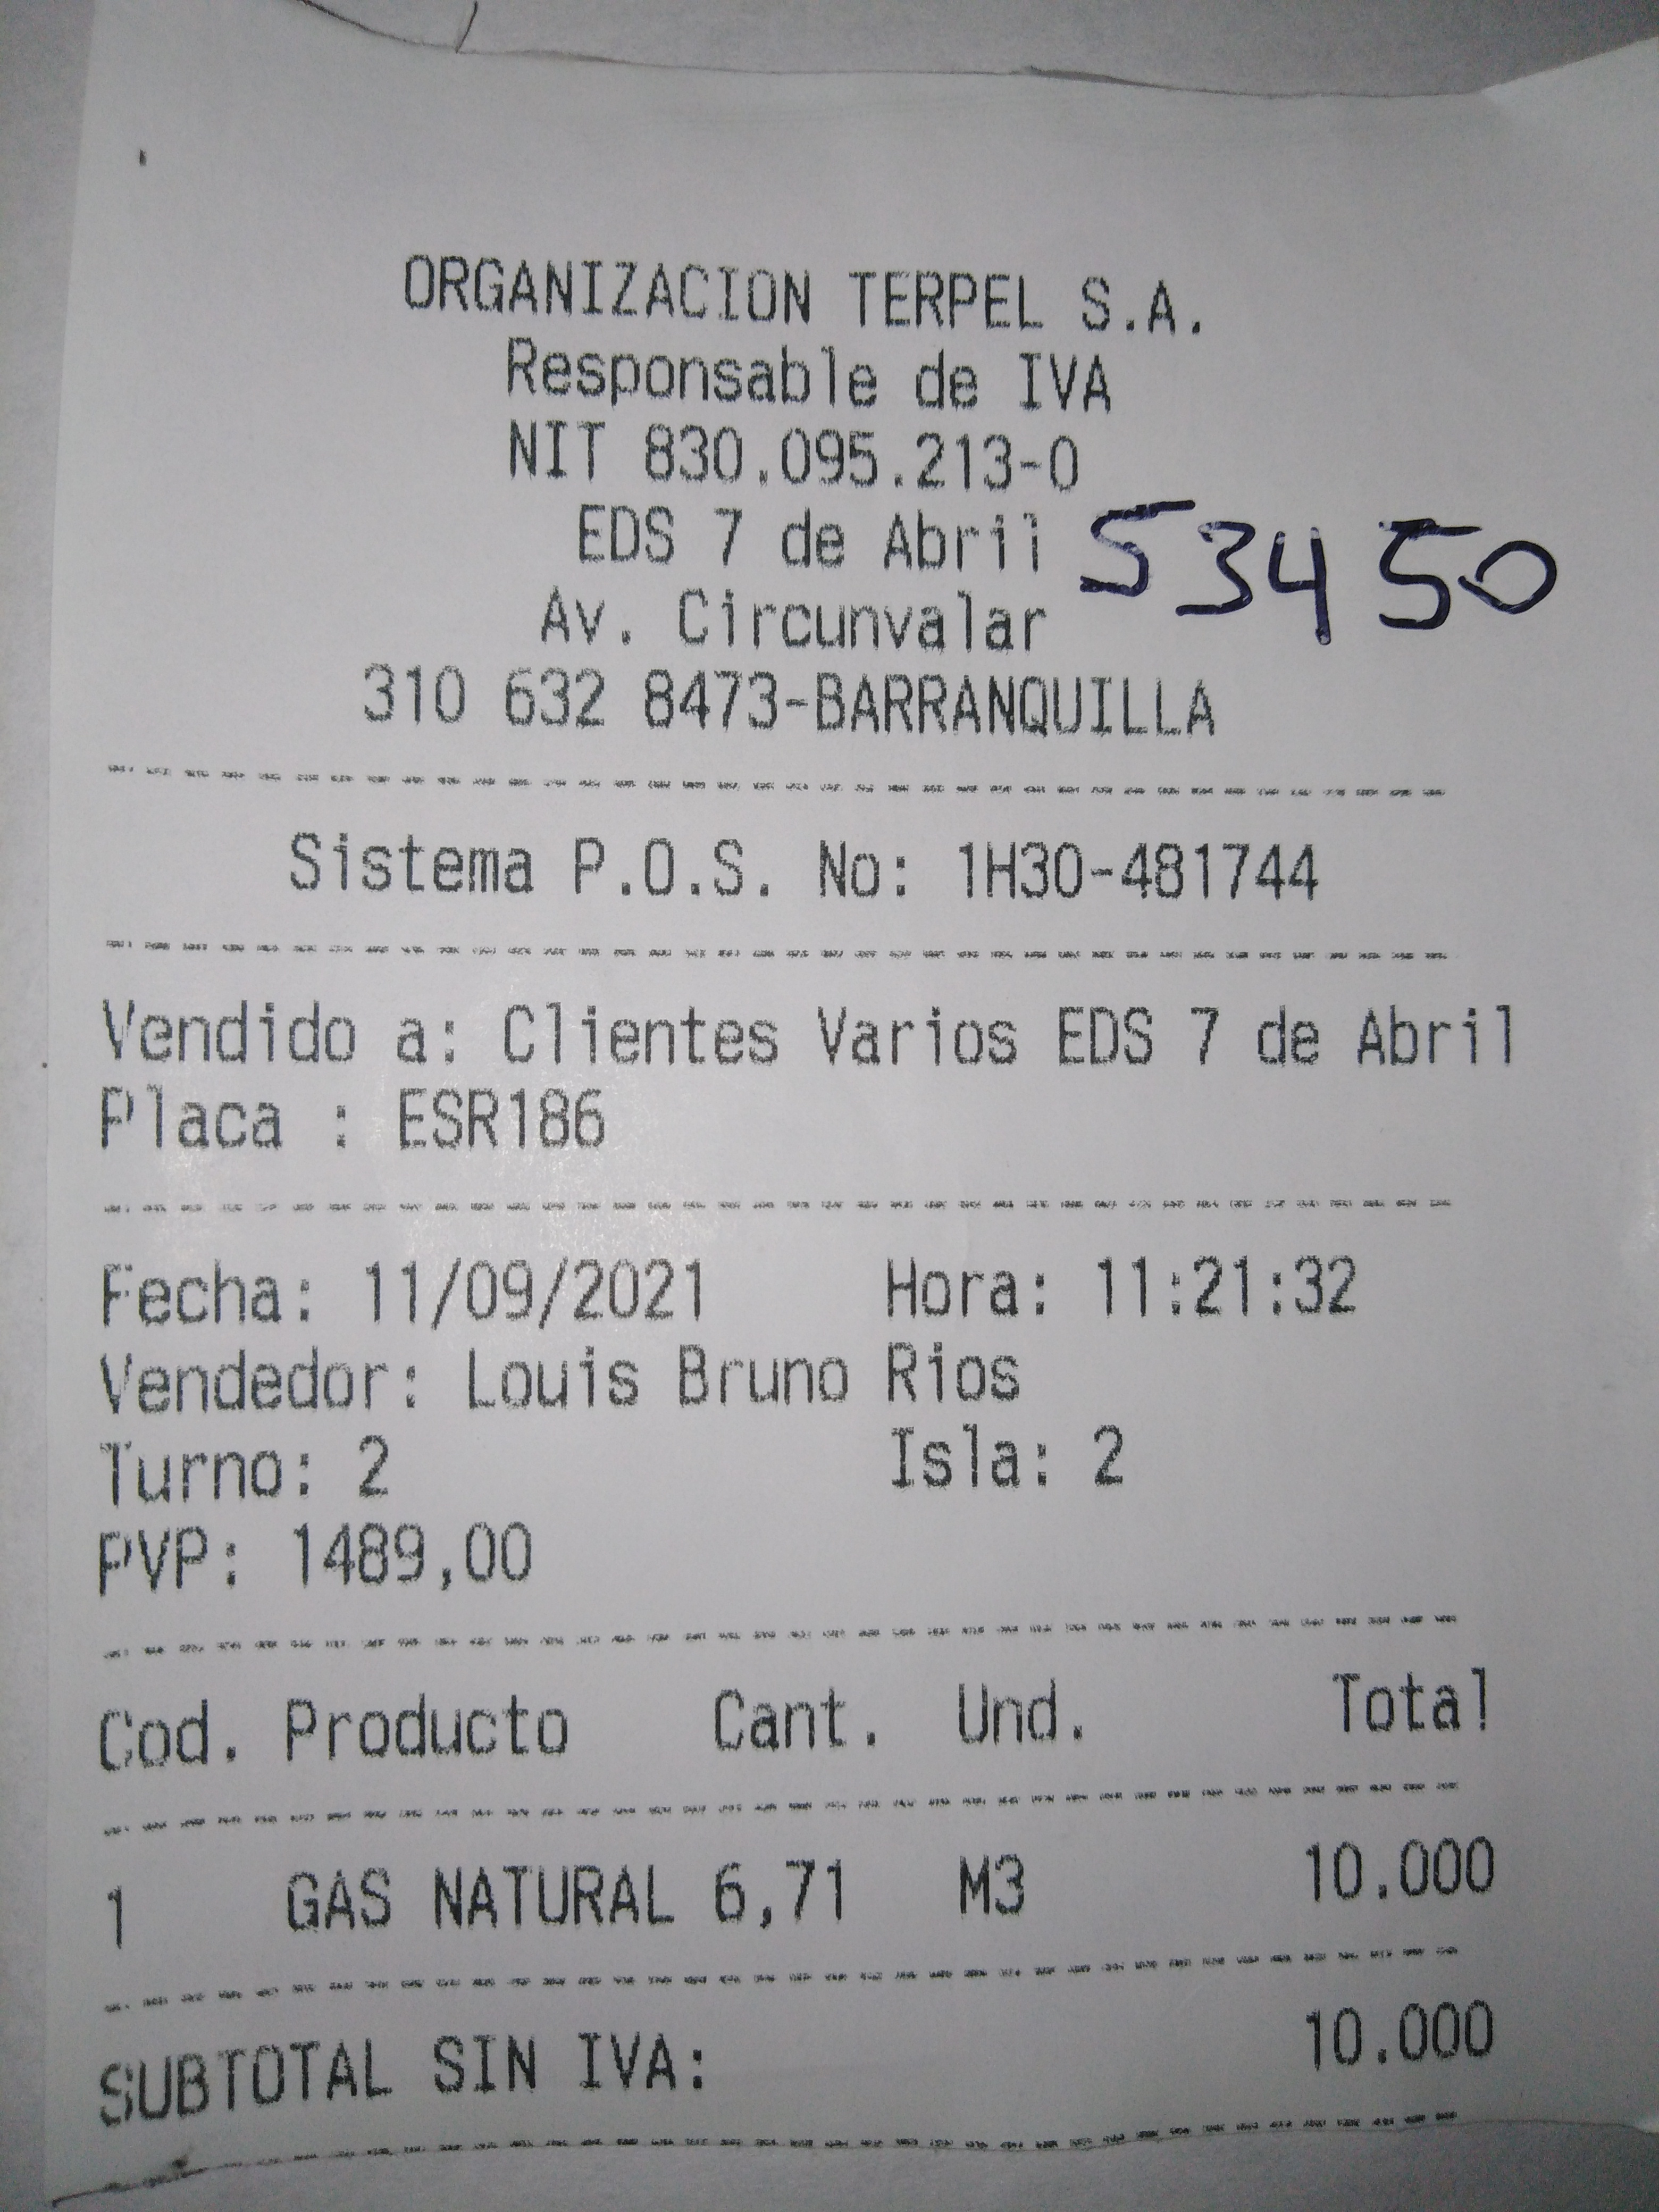 ORGANIZACION TERPEL S.A.
Responsable de IVA
NIT 830.095.213-0
EDS 7 de Abril
53450
Av. Circunvalar
310 632 8473-BARRANQUILLA
Sistema P.O.S. No: 1H30-481744
Vendido a: Clientes Varios EDS 7 de Abril
Placa : ESR186
Fecha: 11/09/2021 Hora: 11:21:32
Vendedor: Louis Bruno Rios
Turno: 2 Isla: 2
PVP: 1489,00
Cod. Producto Cant. Und. Total
1 GAS NATURAL 6,71 M3 10.000
SUBTOTAL SIN IVA: 10.000